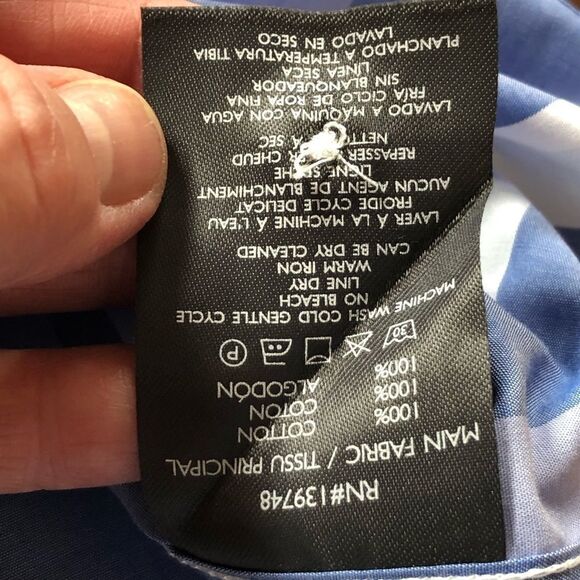 RN#139748
MAIN FABRIC / TISSU PRINCIPAL
100% COTTON
100% COTON
100% ALGODÓN
30 P
MACHINE WASH COLD GENTLE CYCLE
NO BLEACH
LINE DRY
WARM IRON
CAN BE DRY CLEANED
LAVER À LA MACHINE À L'EAU
FROIDE CYCLE DELICAT
AUCUN AGENT DE BLANCHIMENT
LIGNE SÈCHE
REPASSER CHEUD
SEC
LAVADO A MÁQUINA CON AGUA
FRÍA CICLO DE ROPA FINA
SIN BLANQUEADOR
LÍNEA SECA
PLANCHADO A TEMPERATURA TIBIA
LAVADO EN SECO